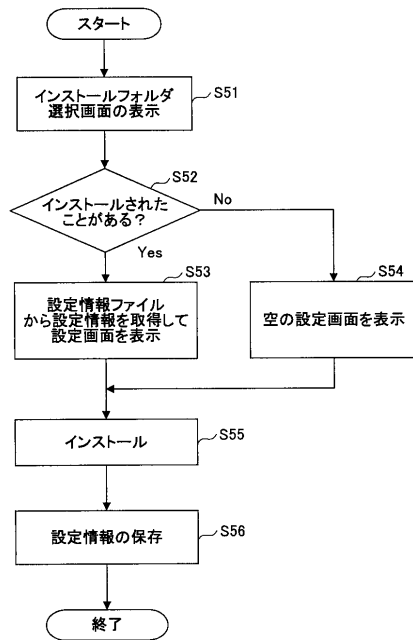 スタート
インストールフォルダ
選択画面の表示
S51
インストールされた
ことがある？
S52
No
Yes
S53
設定情報ファイル
から設定情報を取得して
設定画面を表示
S54
空の設定画面を表示
インストール
S55
設定情報の保存
S56
終了